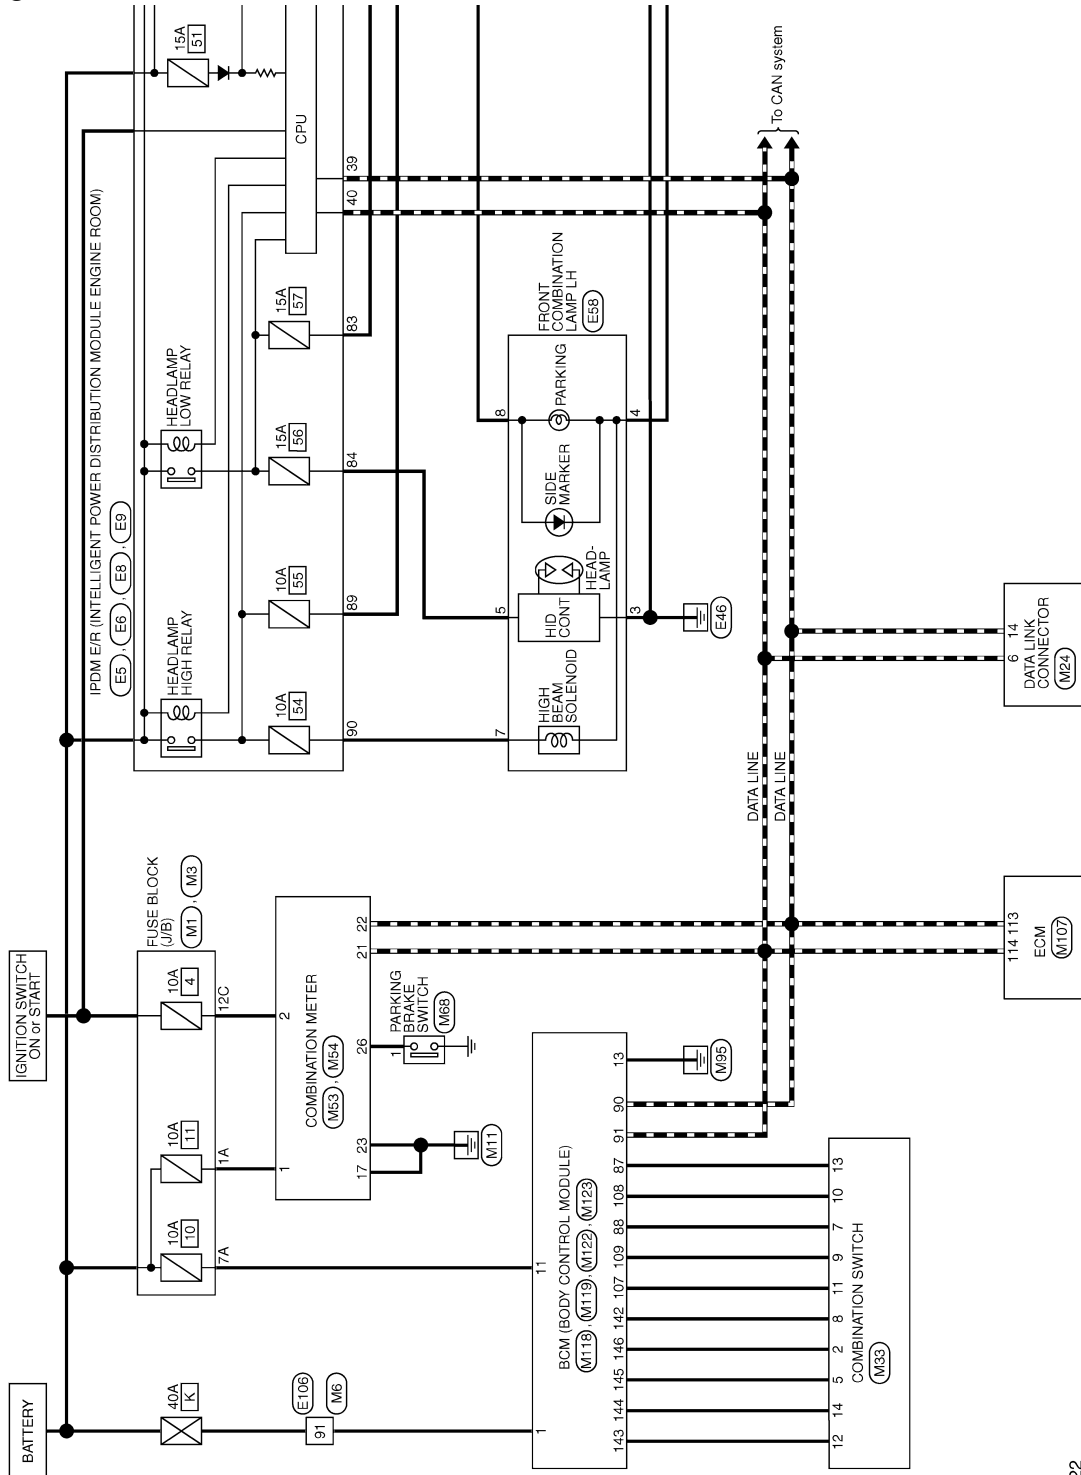 BATTERY
IGNITION SWITCH
ON or START
40A
K
E106
M6
91
1
10A
10
7A
10A
11
1A
10A
4
12C
FUSE BLOCK
(J/B)
M1 , M3
11
1
2
COMBINATION METER
M53 , M54
17
23
26
21
22
M11
1
PARKING
BRAKE
SWITCH
M68
BCM (BODY CONTROL MODULE)
M118 , M119 , M122 , M123
143
144
145
146
142
107
109
88
108
87
91
90
13
M95
12
14
5
2
8
11
9
7
10
13
COMBINATION SWITCH
M33
IPDM E/R (INTELLIGENT POWER DISTRIBUTION MODULE ENGINE ROOM)
E5 , E6 , E8 , E9
HEADLAMP
HIGH RELAY
HEADLAMP
LOW RELAY
15A
51
CPU
10A
54
10A
55
15A
56
15A
57
90
89
84
83
40
39
7
5
8
HIGH
BEAM
SOLENOID
HID
CONT
HEAD-
LAMP
SIDE
MARKER
PARKING
FRONT
COMBINATION
LAMP LH
E58
3
4
E46
DATA LINE
DATA LINE
To CAN system
114 113
ECM
M107
6
14
DATA LINK
CONNECTOR
M24
22